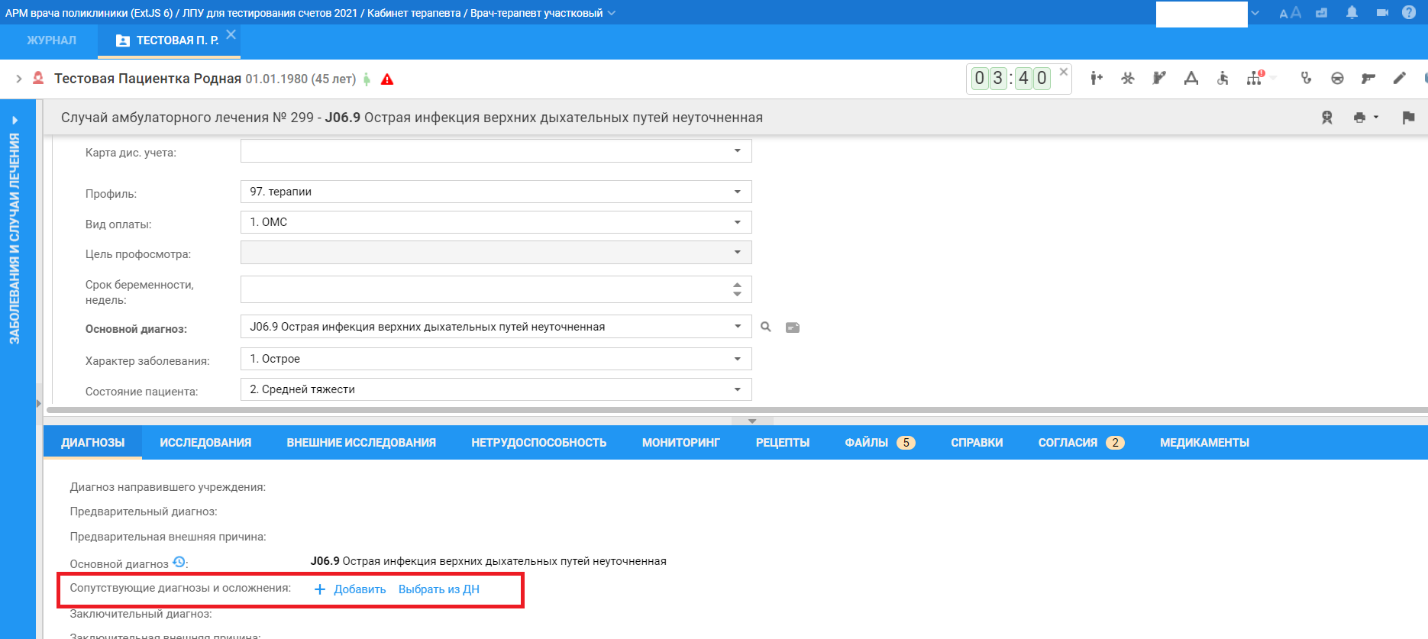 АРМ врача поликлиники (ExtJS 6) / ЛПУ для тестирования счетов 2021 / Кабинет терапевта / Врач-терапевт участковый
АА
ЖУРНАЛ
ТЕСТОВАЯ П. Р.
Тестовая Пациентка Родная 01.01.1980 (45 лет)
03:40
Случай амбулаторного лечения № 299 - J06.9 Острая инфекция верхних дыхательных путей неуточненная
ЗАБОЛЕВАНИЯ И СЛУЧАИ ЛЕЧЕНИЯ
Карта дис. учета:
Профиль: 97. терапии
Вид оплаты: 1. ОМС
Цель профосмотра:
Срок беременности,
недель:
Основной диагноз: J06.9 Острая инфекция верхних дыхательных путей неуточненная
Характер заболевания: 1. Острое
Состояние пациента: 2. Средней тяжести
ДИАГНОЗЫ ИССЛЕДОВАНИЯ ВНЕШНИЕ ИССЛЕДОВАНИЯ НЕТРУДОСПОСОБНОСТЬ МОНИТОРИНГ РЕЦЕПТЫ ФАЙЛЫ 5 СПРАВКИ СОГЛАСИЯ 2 МЕДИКАМЕНТЫ
Диагноз направившего учреждения:
Предварительный диагноз:
Предварительная внешняя причина:
Основной диагноз : J06.9 Острая инфекция верхних дыхательных путей неуточненная
Сопутствующие диагнозы и осложнения: + Добавить Выбрать из ДН
Заключительный диагноз:
Заключительная внешняя причина: